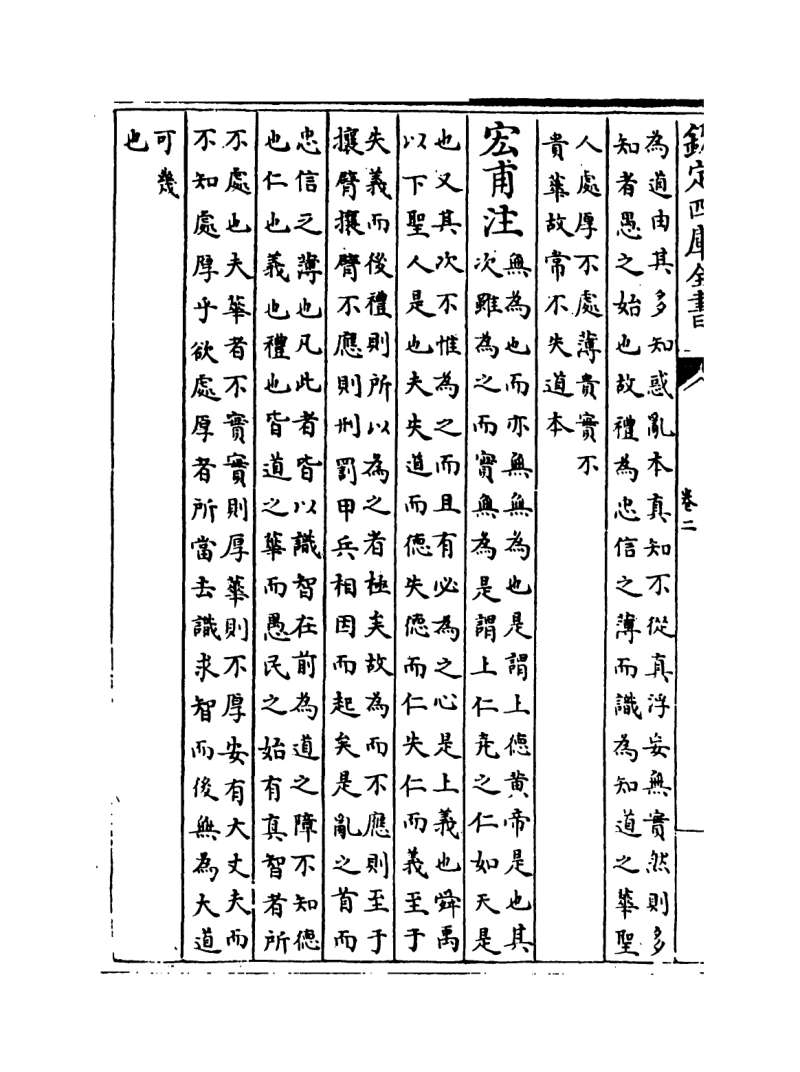 欽定四庫全書
卷二
為道由其多知惑亂本真知不從真浮妄無實然則多
知者愚之始也故禮為忠信之薄而識為知道之華聖
人處厚不處薄貴實不
貴華故常不失道本
宏甫注
無為也而亦無無為也是謂上德黄帝是也其
次雖為之而實無為是謂上仁堯之仁如天是
也又其次不惟為之而且有必為之心是上義也舜禹
以下聖人是也夫失道而德失德而仁失仁而義至于
失義而後禮則所以為之者極矣故為而不應則至于
攘臂攘臂不應則刑罰甲兵相因而起矣是亂之首而
忠信之薄也凡此者皆以識智在前為道之障不知德
也仁也義也禮也皆道之華而愚民之始有真智者所
不處也夫華者不實實則厚華則不厚安有大丈夫而
不知處厚乎欲處厚者所當去識求智而後無為大道
可幾
也